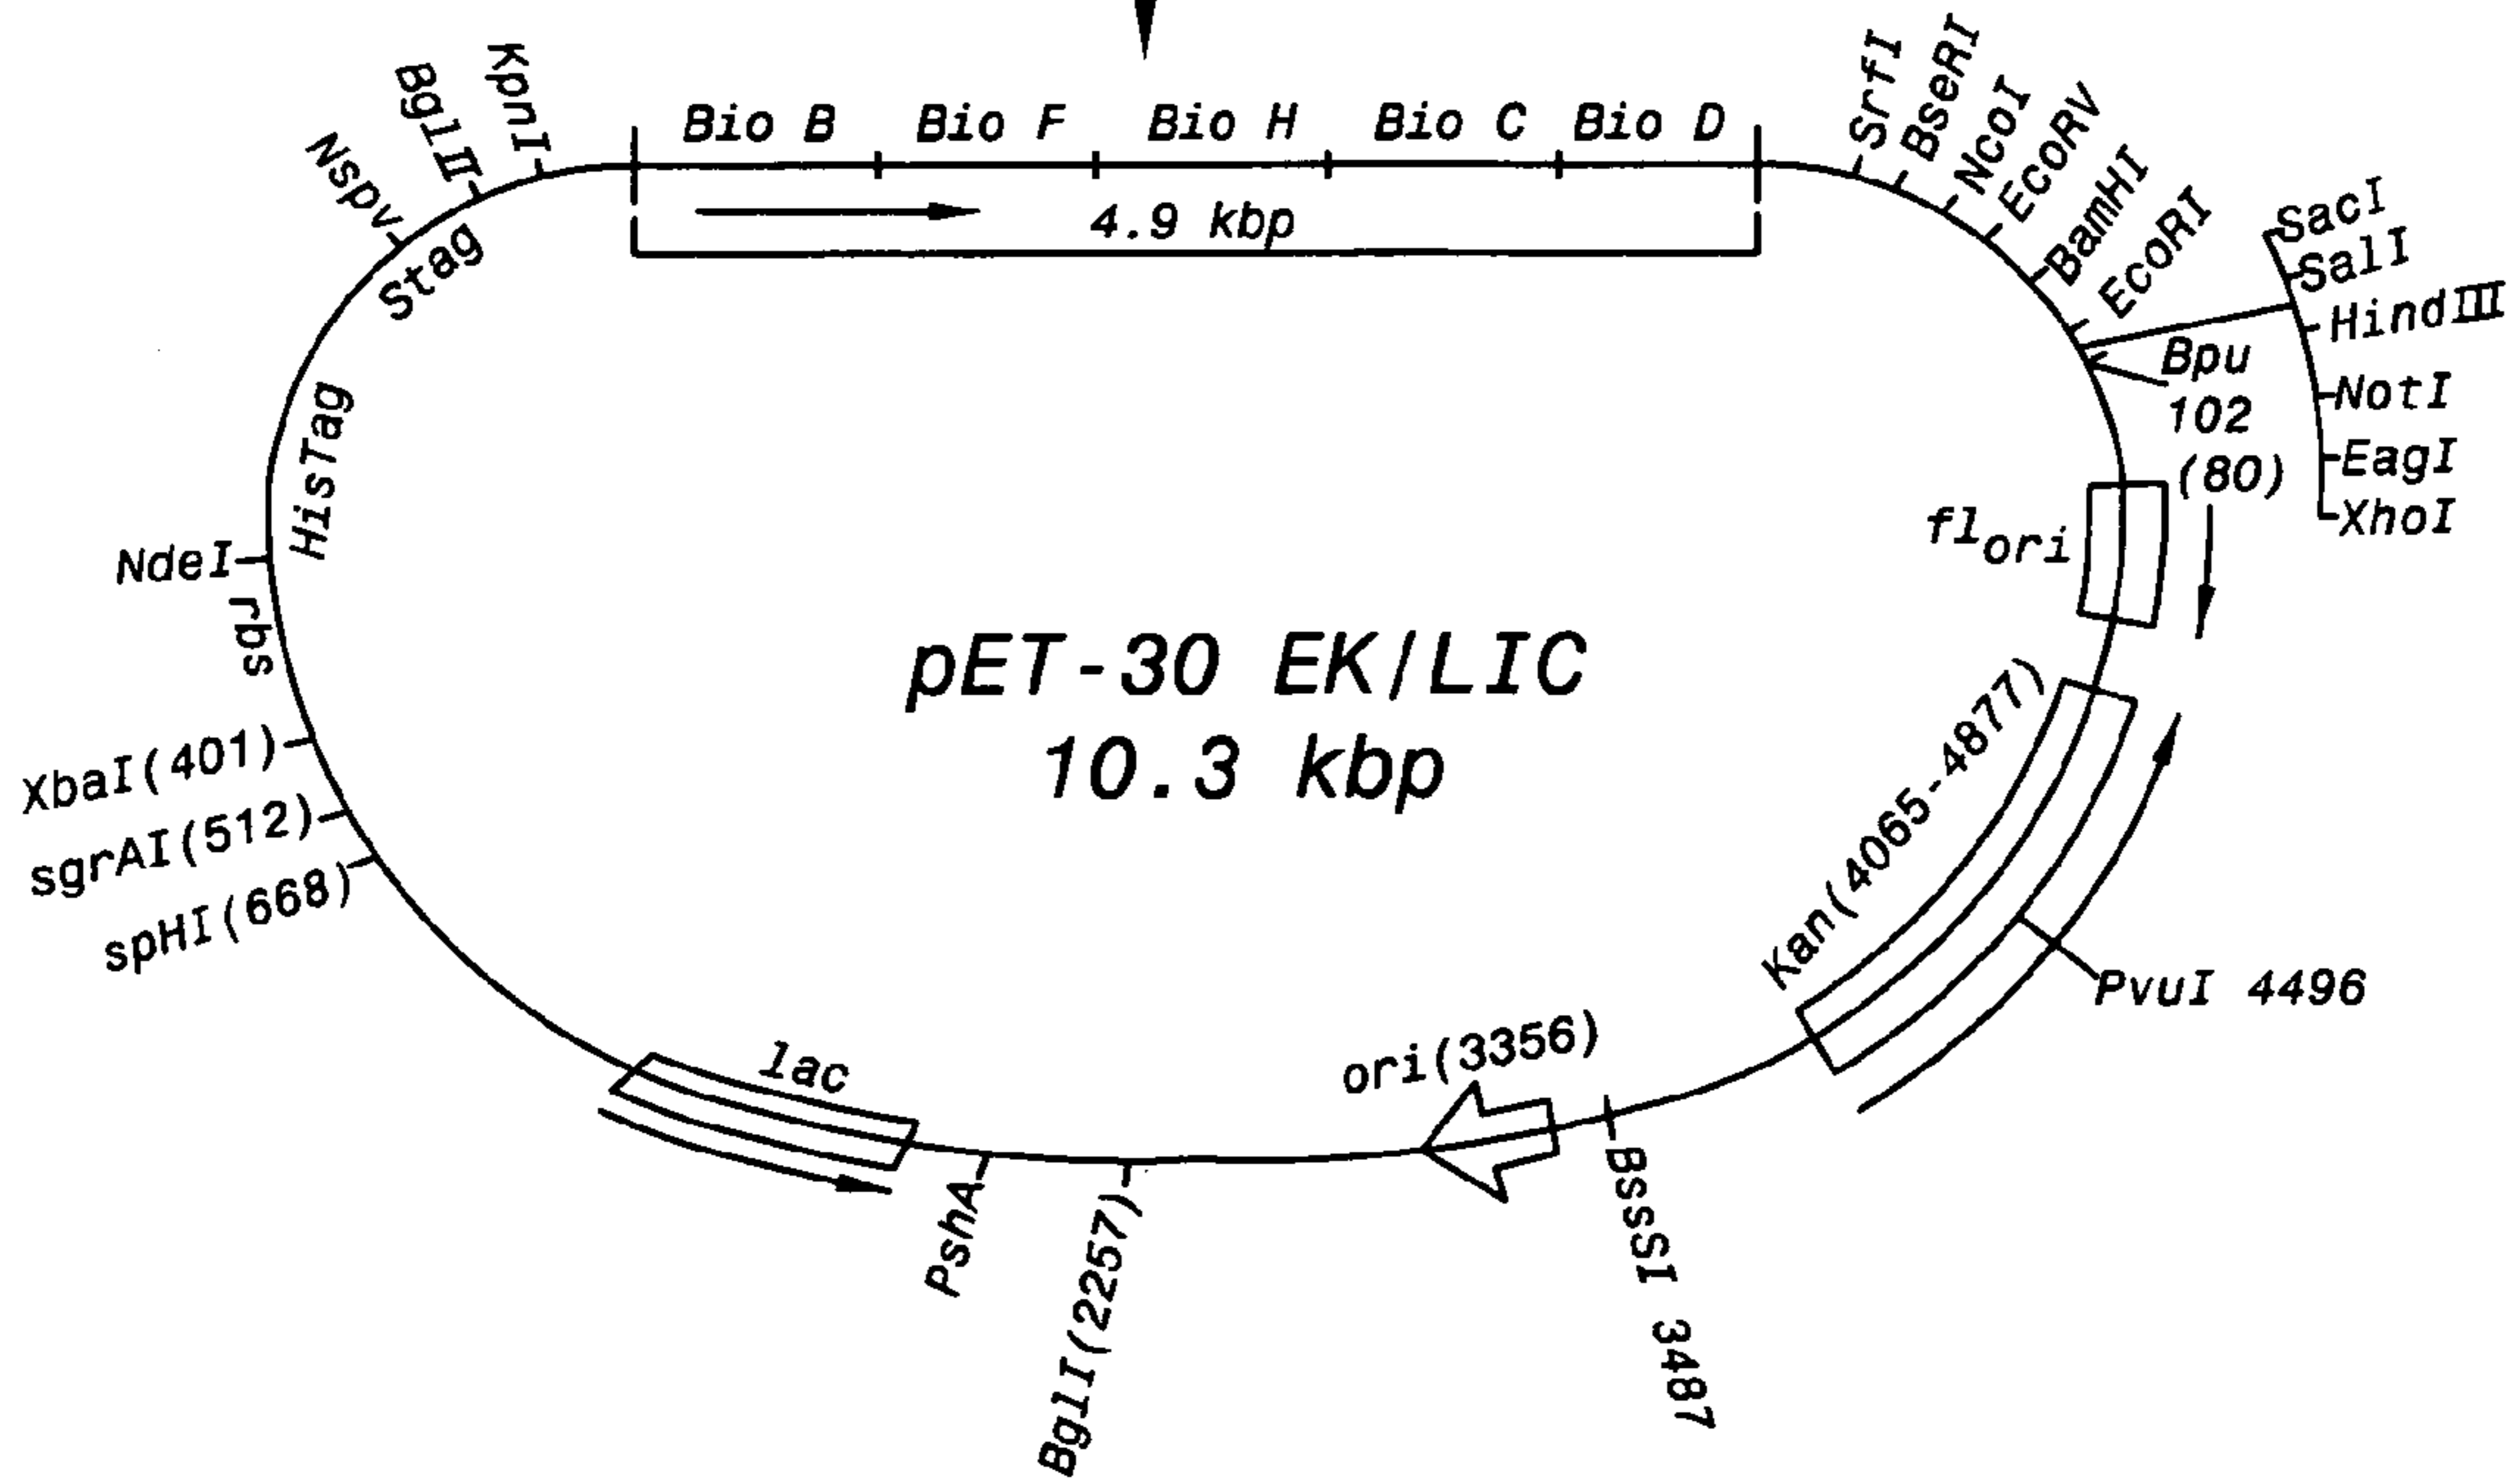 KpnI
BglII
Nspv
Bio B
Bio F
Bio H
Bio C
Bio D
4.9 kbp
SrfI
BseRI
NcoI
EcoRV
BamHI
EcoRI
SacI
SalI
HindIII
NotI
EagI
XhoI
Bpu
102
(80)
Stag
HisTag
NdeI
rbs
flori
pET-30 EK/LIC
10.3 kbp
XbaI(401)
sgrAI(512)
spHI(668)
Kan(4065-4877)
PvuI 4496
lac
ori(3356)
PshA
BglI(2257)
BssSI 3487